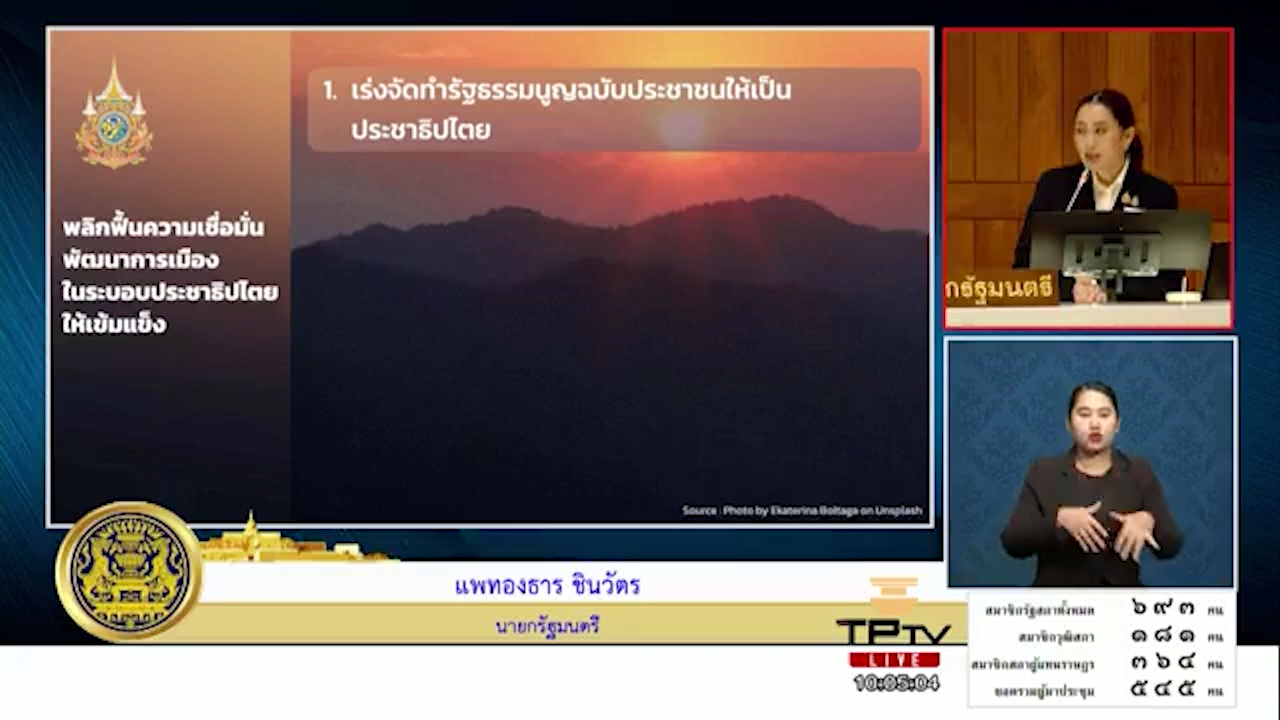 1. เร่งจัดทำรัฐธรรมนูญฉบับประชาชนให้เป็น
ประชาธิปไตย
พลิกฟื้นความเชื่อมั่น
พัฒนาการเมือง
ในระบอบประชาธิปไตย
ให้เข้มแข็ง
Source : Photo by Ekaterina Boltaga on Unsplash
กรัฐมนตรี
แพทองธาร ชินวัตร
นายกรัฐมนตรี
TPTV
LIVE
10:05:04
สมาชิกรัฐสภาทั้งหมด ๖๙๓ คน
สมาชิกวุฒิสภา ๑๘๑ คน
สมาชิกสภาผู้แทนราษฎร ๓๖๔ คน
ยอดรวมผู้มาประชุม ๕๔๕ คน